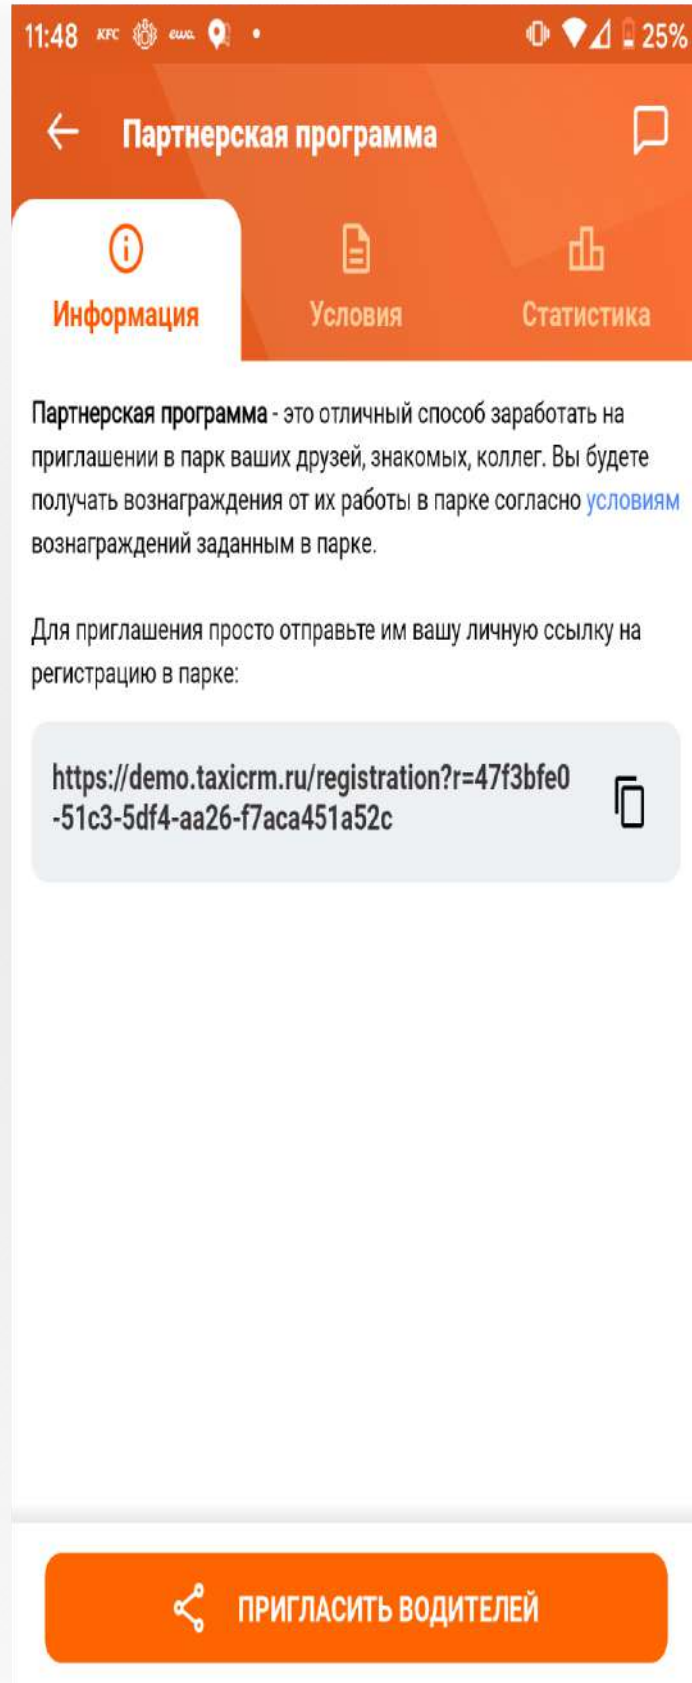 11:48 KFC ewa. 25%
Партнерская программа
Информация
Условия
Статистика
Партнерская программа - это отличный способ заработать на
приглашении в парк ваших друзей, знакомых, коллег. Вы будете
получать вознаграждения от их работы в парке согласно условиям
вознаграждений заданным в парке.
Для приглашения просто отправьте им вашу личную ссылку на
регистрацию в парке:
https://demo.taxicrm.ru/registration?r=47f3bfe0
-51c3-5df4-aa26-f7aca451a52c
ПРИГЛАСИТЬ ВОДИТЕЛЕЙ